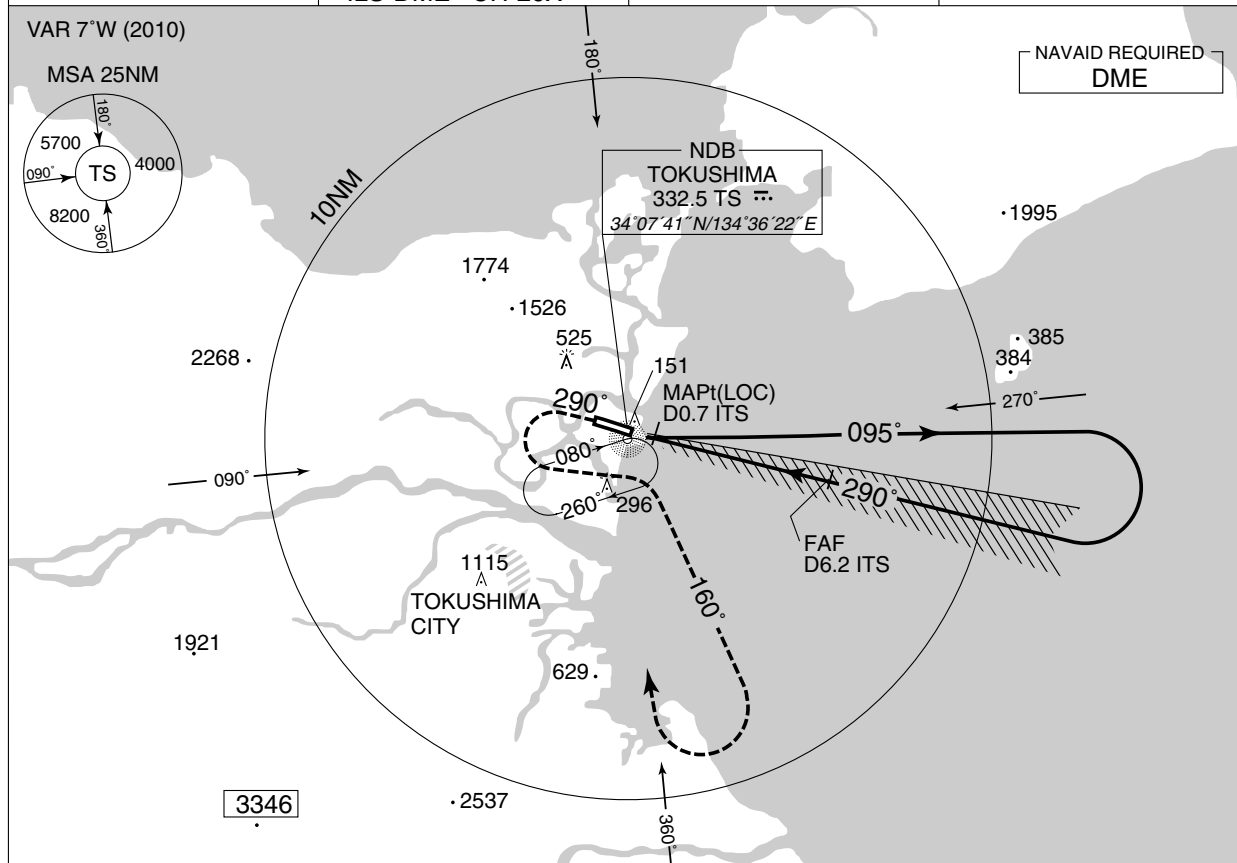 VAR 7°W (2010)
MSA 25NM
180°
5700
4000
090°
TS
8200
360°
180°
NAVAID REQUIRED
DME
10NM
NDB
TOKUSHIMA
332.5 TS
34°07´41˝N/134°36´22˝E
1995
1774
1526
525
2268
151
385
384
MAPt(LOC)
D0.7 ITS
290°
270°
095°
080°
090°
290°
260°
296
FAF
D6.2 ITS
1115
TOKUSHIMA
CITY
160°
1921
629
3346
2537
360°